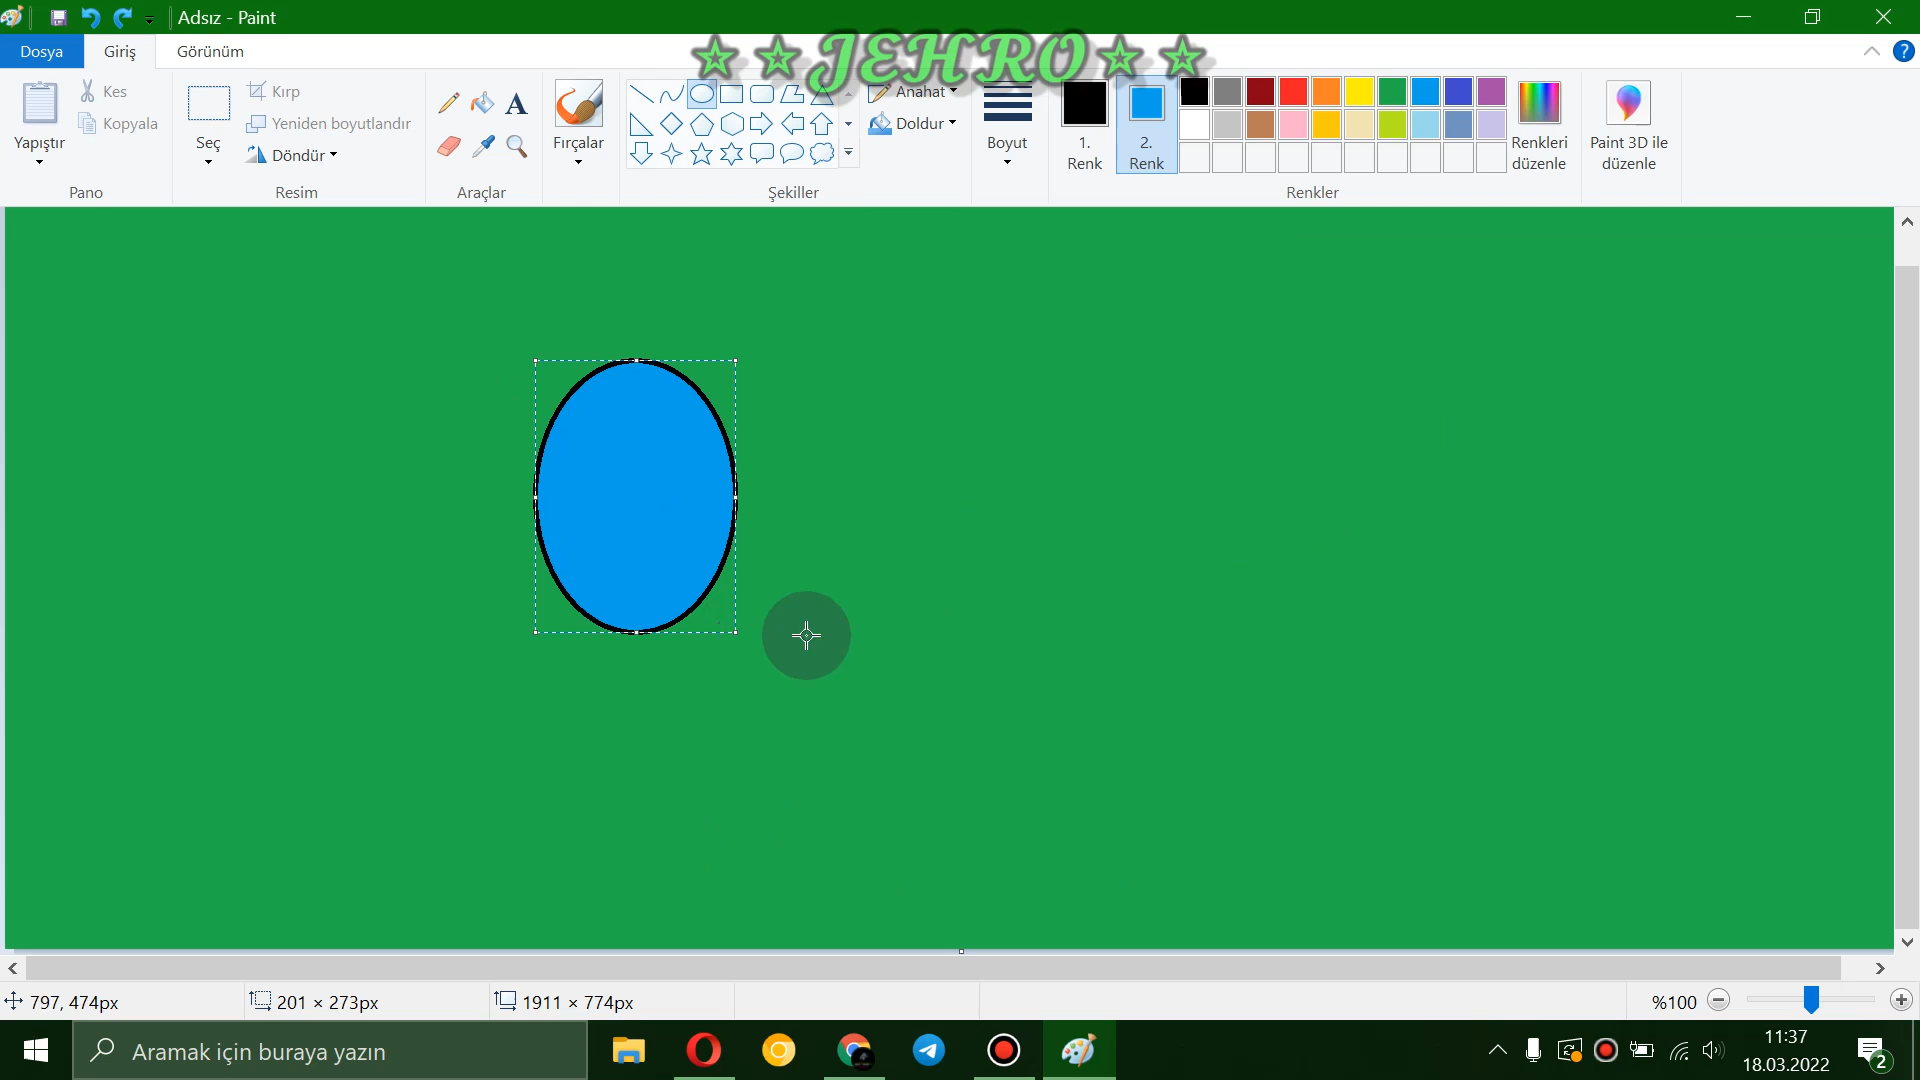 Adsız - Paint
☆ ☆ JEHRO ☆ ☆
Dosya
Giriş
Görünüm
Yapıştır
Kes
Kopyala
Pano
Seç
Kırp
Yeniden boyutlandır
Döndür
Resim
A
Araçlar
Fırçalar
Şekiller
Anahat
Doldur
Boyut
1.
Renk
2.
Renk
Renkler
Renkleri
düzenle
Paint 3D ile
düzenle
?
797, 474px
201 × 273px
1911 × 774px
%100
Aramak için buraya yazın
11:37
18.03.2022
2